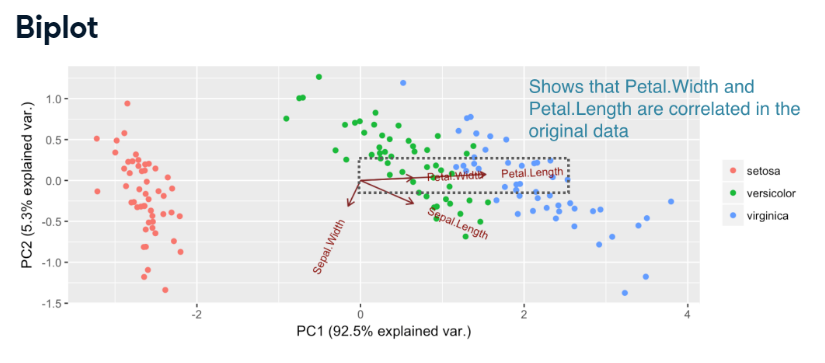 Biplot
Shows that Petal.Width and
Petal.Length are correlated in the
original data
PC2 (5.3% explained var.)
1.0
0.5
0.0
-0.5
-1.0
-1.5
Petal.Width
Petal.Length
Sepal.Length
Sepal.Width
-2
0
2
4
PC1 (92.5% explained var.)
setosa
versicolor
virginica